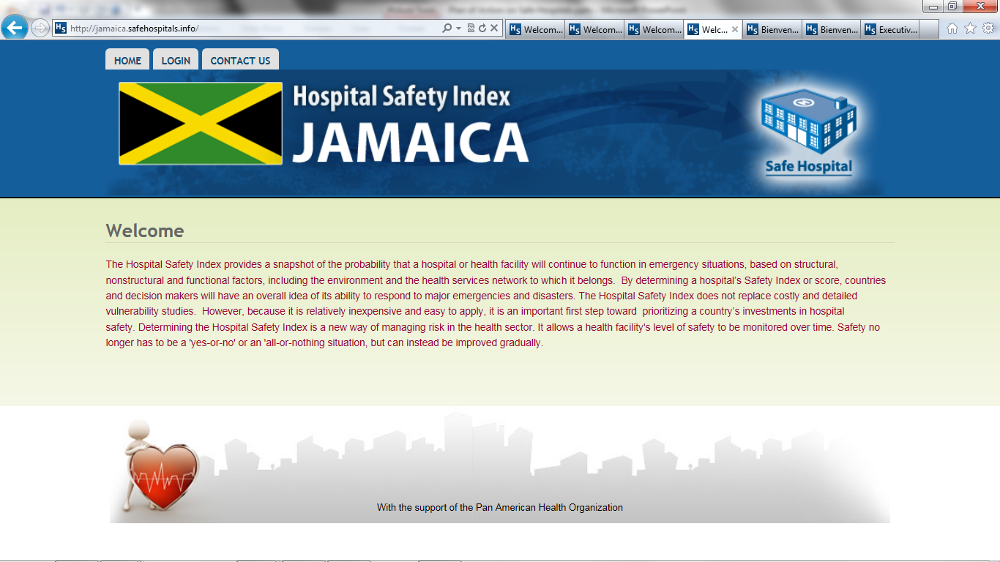 Plan of Action on Safe Hospitals.pptx - Microsoft PowerPoint
http://jamaica.safehospitals.info/
Welcom... Welcom... Welcom... Welc... Bienven... Bienven... Executiv...
HOME LOGIN CONTACT US
Hospital Safety Index
JAMAICA
Safe Hospital
Welcome
The Hospital Safety Index provides a snapshot of the probability that a hospital or health facility will continue to function in emergency situations, based on structural,
nonstructural and functional factors, including the environment and the health services network to which it belongs.  By determining a hospital's Safety Index or score, countries
and decision makers will have an overall idea of its ability to respond to major emergencies and disasters. The Hospital Safety Index does not replace costly and detailed
vulnerability studies.  However, because it is relatively inexpensive and easy to apply, it is an important first step toward  prioritizing a country's investments in hospital
safety. Determining the Hospital Safety Index is a new way of managing risk in the health sector. It allows a health facility's level of safety to be monitored over time. Safety no
longer has to be a 'yes-or-no' or an 'all-or-nothing situation, but can instead be improved gradually.
With the support of the Pan American Health Organization